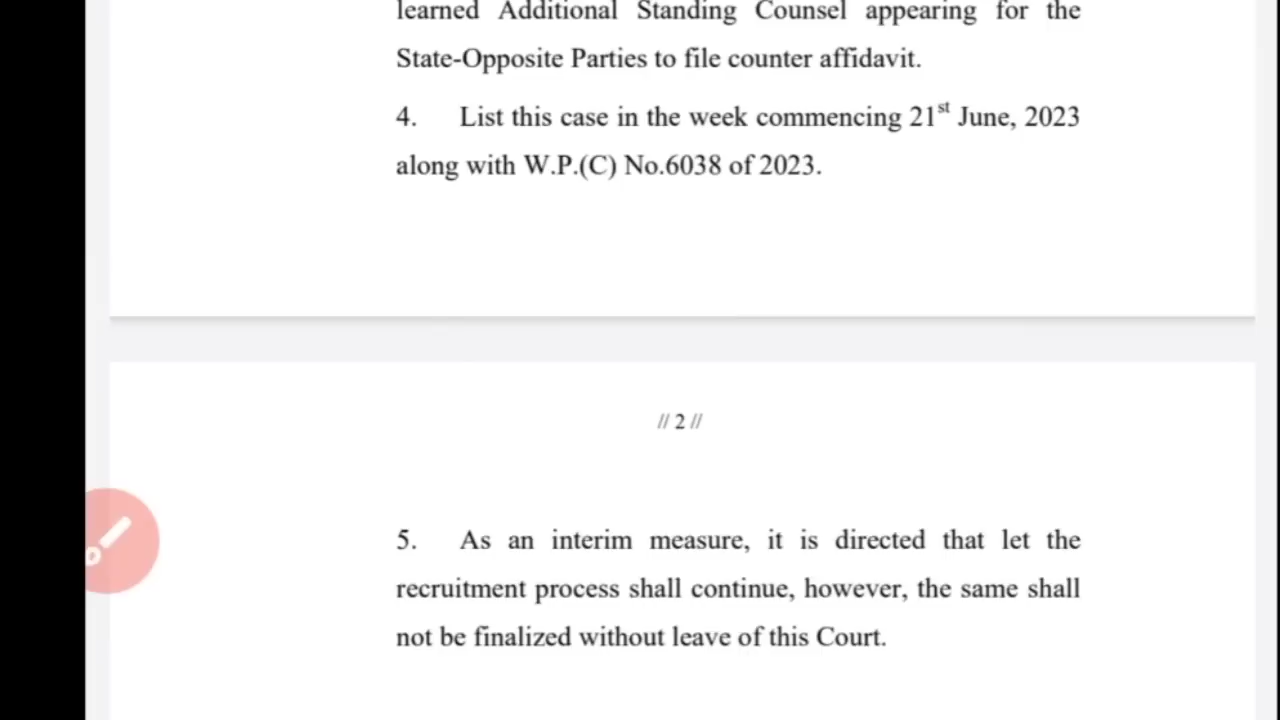 learned Additional Standing Counsel appearing for the
State-Opposite Parties to file counter affidavit.
4. List this case in the week commencing 21st June, 2023
along with W.P.(C) No.6038 of 2023.
// 2 //
5. As an interim measure, it is directed that let the
recruitment process shall continue, however, the same shall
not be finalized without leave of this Court.